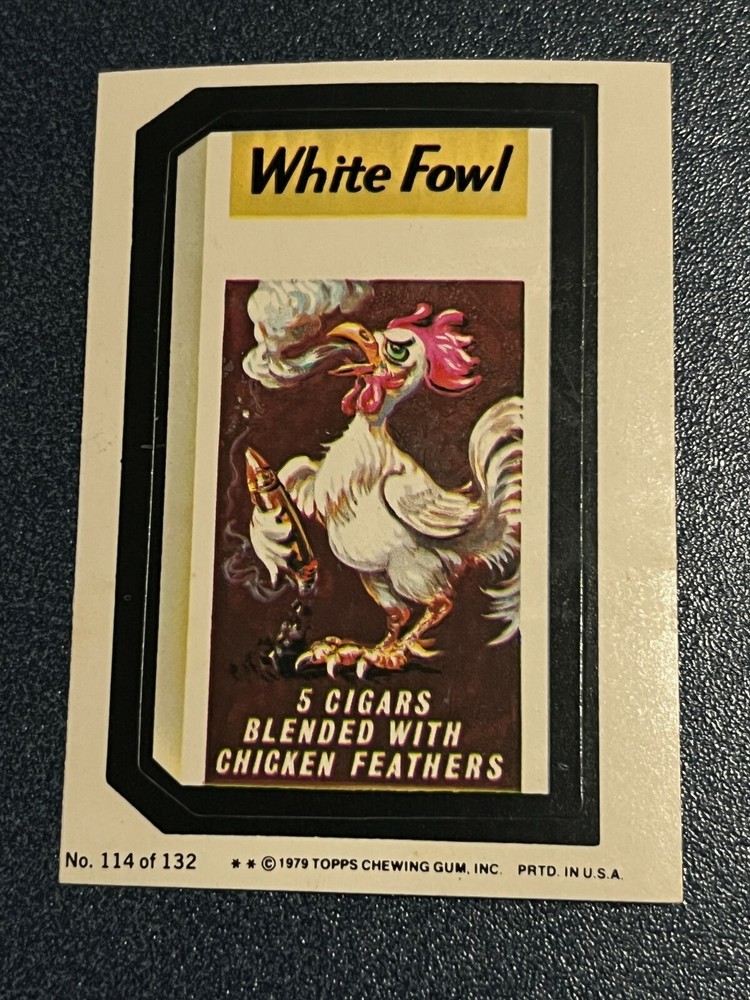 White Fowl
5 CIGARS
BLENDED WITH
CHICKEN FEATHERS
No. 114 of 132 ** © 1979 TOPPS CHEWING GUM, INC. PRTD. IN U.S.A.